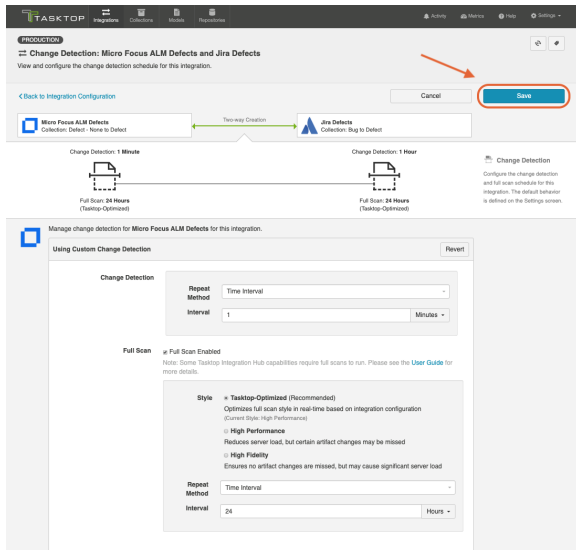 TASKTOP
Integrations
Collections
Models
Repositories
Activity
Metrics
Help
Settings
PRODUCTION
Change Detection: Micro Focus ALM Defects and Jira Defects
View and configure the change detection schedule for this integration.
Back to Integration Configuration
Cancel
Save
Micro Focus ALM Defects
Collection: Defect - None to Defect
Two-way Creation
Jira Defects
Collection: Bug to Defect
Change Detection: 1 Minute
Change Detection: 1 Hour
Full Scan: 24 Hours
(Tasktop-Optimized)
Full Scan: 24 Hours
(Tasktop-Optimized)
Change Detection
Configure the change detection
and full scan schedule for this
integration. The default behavior
is defined on the Settings screen.
Manage change detection for Micro Focus ALM Defects for this integration.
Using Custom Change Detection
Revert
Change Detection
Repeat
Method
Time Interval
Interval
1
Minutes
Full Scan
Full Scan Enabled
Note: Some Tasktop Integration Hub capabilities require full scans to run. Please see the User Guide for
more details.
Style
Tasktop-Optimized (Recommended)
Optimizes full scan style in real-time based on integration configuration
(Current Style: High Performance)
High Performance
Reduces server load, but certain artifact changes may be missed
High Fidelity
Ensures no artifact changes are missed, but may cause significant server load
Repeat
Method
Time Interval
Interval
24
Hours